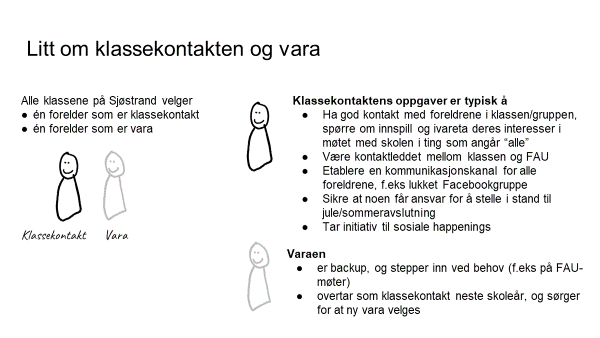 Litt om klassekontakten og vara
Alle klassene på Sjøstrand velger
● én forelder som er klassekontakt
● én forelder som er vara
Klassekontakt
Vara
Klassekontaktens oppgaver er typisk å
● Ha god kontakt med foreldrene i klassen/gruppen,
spørre om innspill og ivareta deres interesser i
møtet med skolen i ting som angår “alle”
● Være kontaktleddet mellom klassen og FAU
● Etablere en kommunikasjonskanal for alle
foreldrene, f.eks lukket Facebookgruppe
● Sikre at noen får ansvar for å stelle i stand til
jule/sommeravslutning
● Tar initiativ til sosiale happenings
Varaen
● er backup, og stepper inn ved behov (f.eks på FAU-
møter)
● overtar som klassekontakt neste skoleår, og sørger
for at ny vara velges